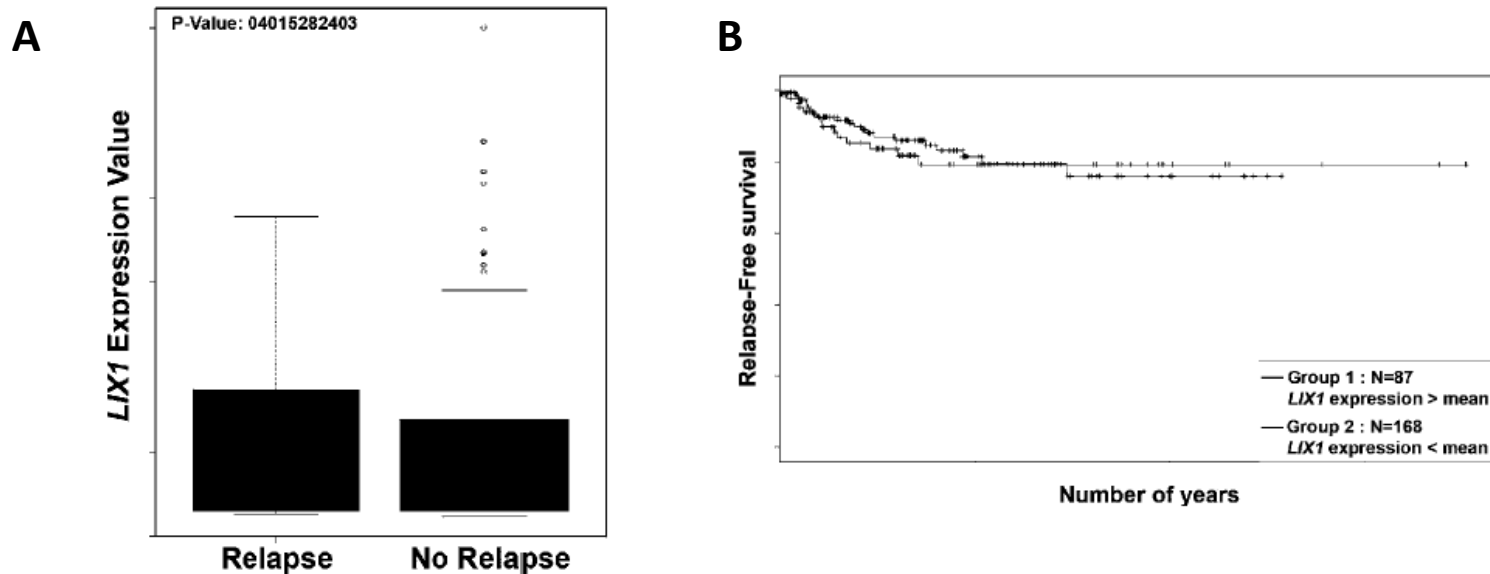 A
P-Value: 04015282403
LIX1 Expression Value
Relapse
No Relapse
B
Relapse-Free survival
Group 1 : N=87
LIX1 expression > mean
Group 2 : N=168
LIX1 expression < mean
Number of years